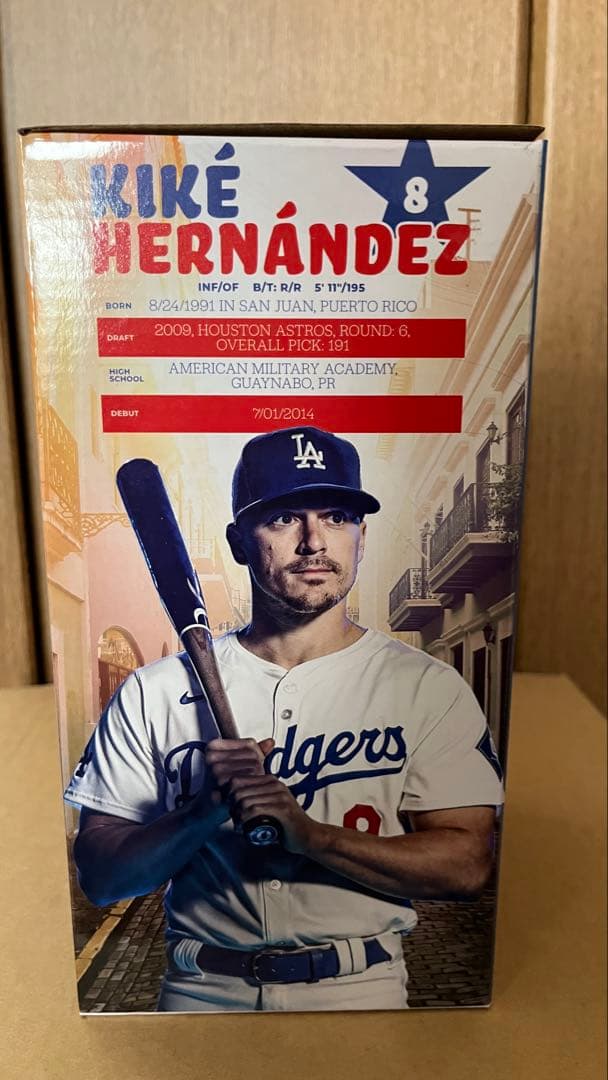 KIKÉ
8
HERNÁNDEZ
INF/OF B/T: R/R 5' 11"/195
BORN 8/24/1991 IN SAN JUAN, PUERTO RICO
DRAFT 2009, HOUSTON ASTROS, ROUND: 6,
OVERALL PICK: 191
HIGH SCHOOL AMERICAN MILITARY ACADEMY,
GUAYNABO, PR
DEBUT 7/01/2014
LA
Dodgers
8